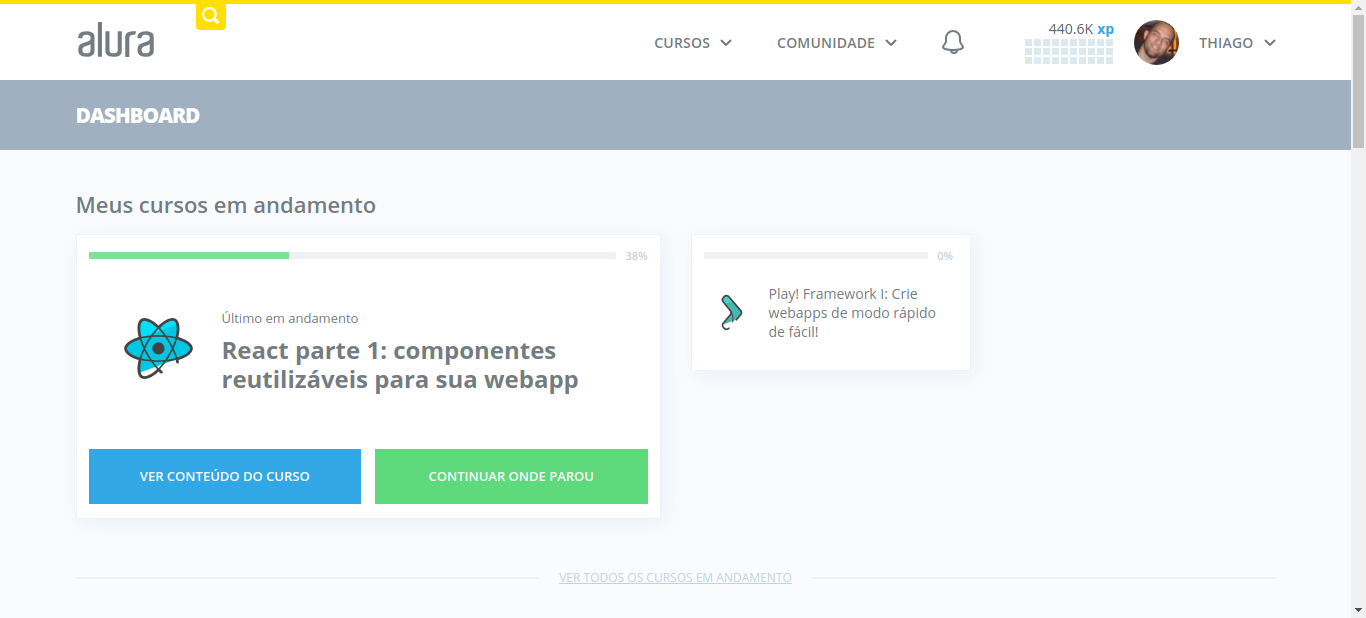 alura
CURSOS
COMUNIDADE
440.6K xp
THIAGO
DASHBOARD
Meus cursos em andamento
38%
Último em andamento
React parte 1: componentes
reutilizáveis para sua webapp
VER CONTEÚDO DO CURSO
CONTINUAR ONDE PAROU
0%
Play! Framework I: Crie
webapps de modo rápido
de fácil!
VER TODOS OS CURSOS EM ANDAMENTO